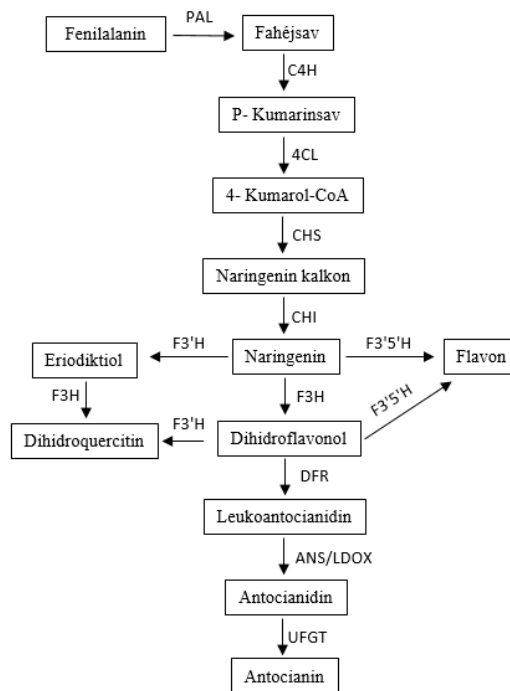 PAL
Fenilalanin
Fahéjsav
C4H
P- Kumarinsav
4CL
4- Kumarol-CoA
CHS
Naringenin kalkon
CHI
F3'H
F3'5'H
Eriodiktiol
Naringenin
Flavon
F3H
F3H
F3'5'H
F3'H
Dihidroquercitin
Dihidroflavonol
DFR
Leukoantocianidin
ANS/LDOX
Antocianidin
UFGT
Antocianin